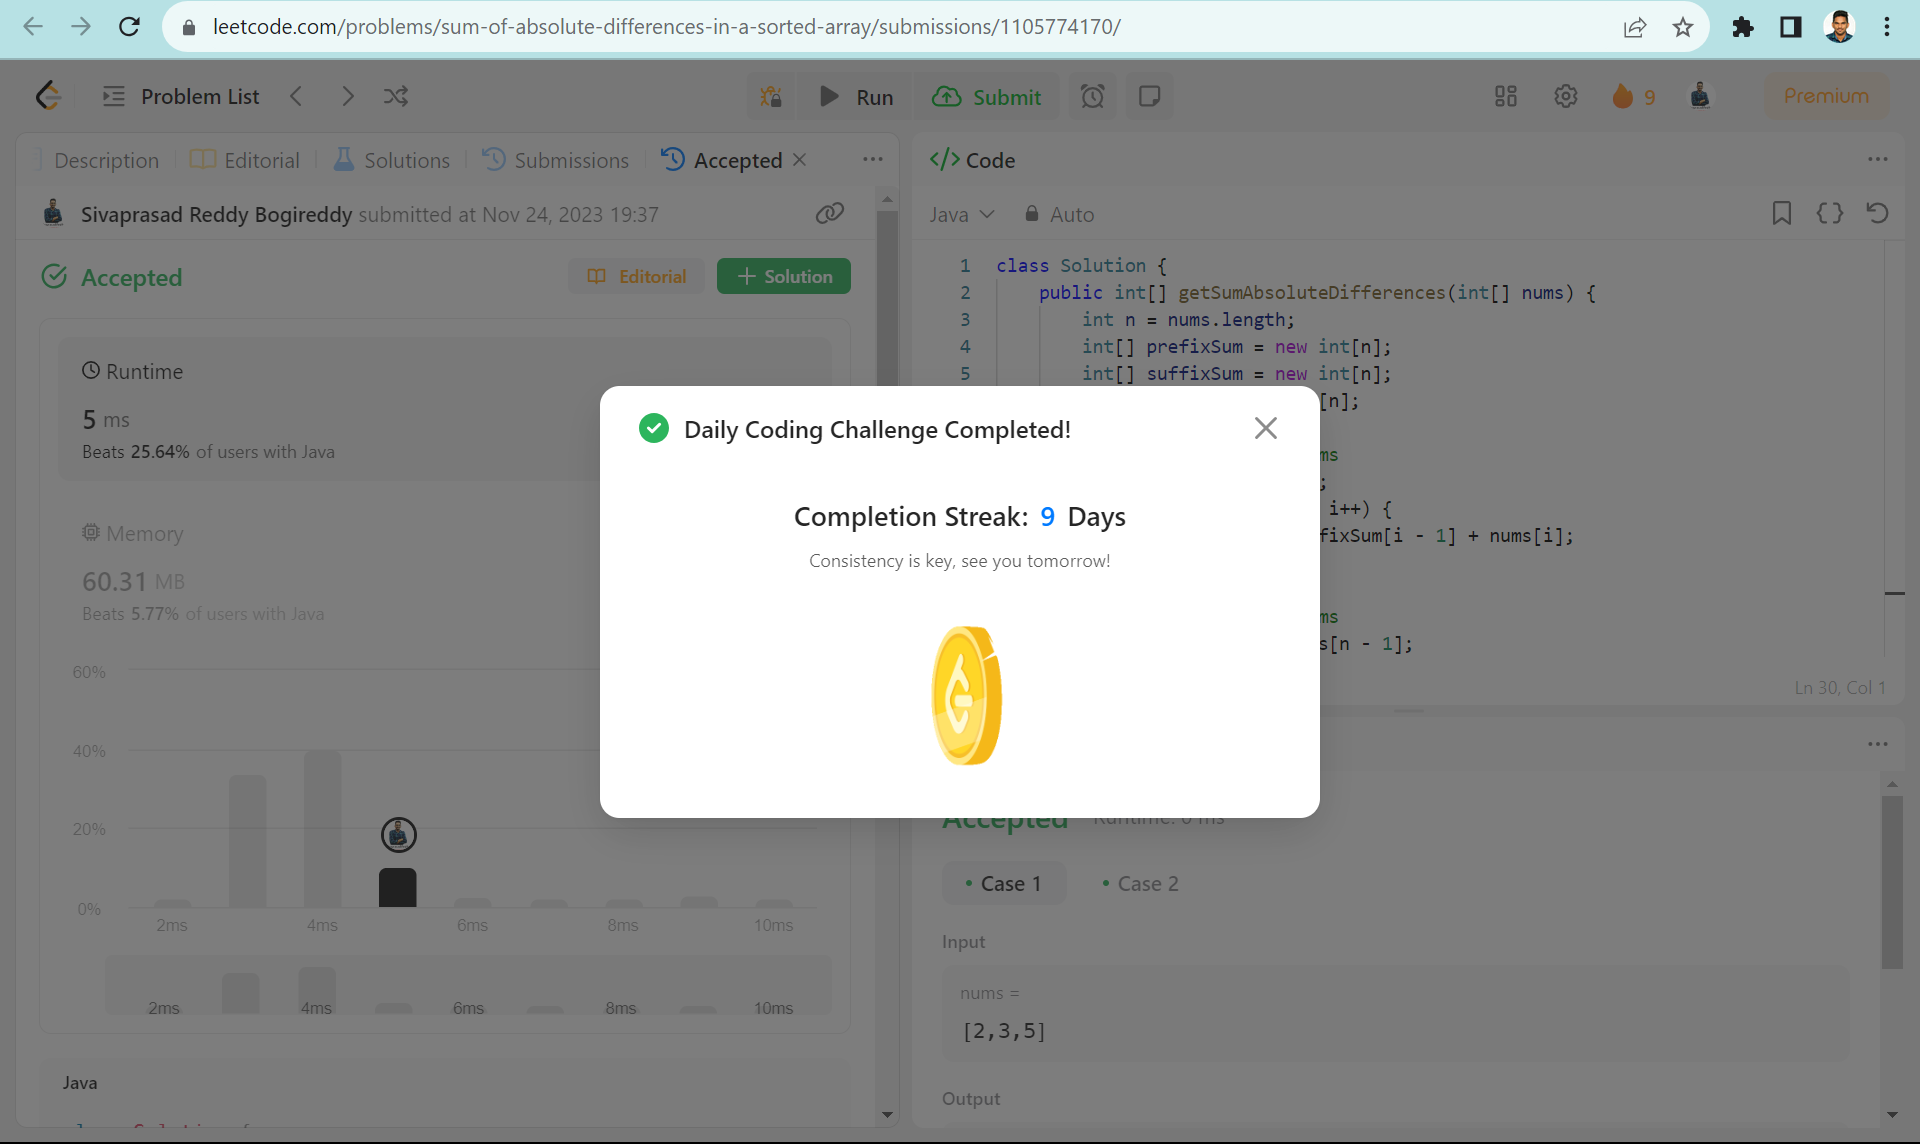 leetcode.com/problems/sum-of-absolute-differences-in-a-sorted-array/submissions/1105774170/
Problem List
Run
Submit
9
Premium
Description
Editorial
Solutions
Submissions
Accepted
Sivaprasad Reddy Bogireddy submitted at Nov 24, 2023 19:37
Accepted
Editorial
+ Solution
Runtime
5 ms
Beats 25.64% of users with Java
Memory
60.31 MB
Beats 5.77% of users with Java
60%
40%
20%
0%
2ms 4ms 6ms 8ms 10ms
2ms 4ms 6ms 8ms 10ms
Java
</> Code
Java
Auto
1 class Solution {
2 public int[] getSumAbsoluteDifferences(int[] nums) {
3 int n = nums.length;
4 int[] prefixSum = new int[n];
5 int[] suffixSum = new int[n];
[n];
ms
;
i++) {
fixSum[i - 1] + nums[i];
ms
s[n - 1];
Ln 30, Col 1
Daily Coding Challenge Completed!
Completion Streak: 9 Days
Consistency is key, see you tomorrow!
Accepted Runtime: 0 ms
Case 1
Case 2
Input
nums =
[2,3,5]
Output